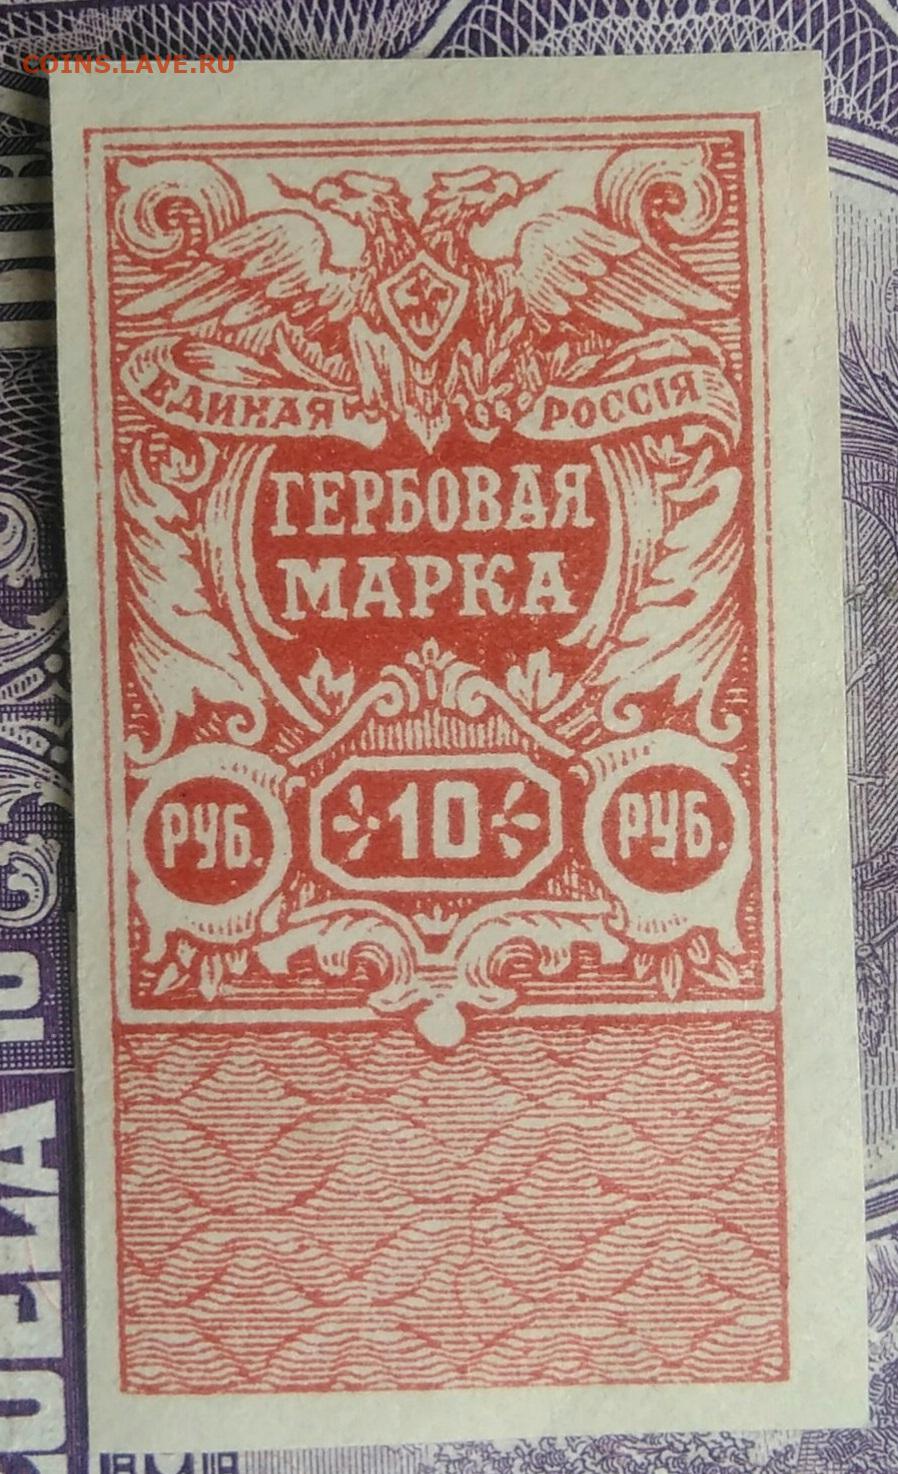 COINS.LAVE.RU
ЕДИНАЯ РОССІЯ
ГЕРБОВАЯ
МАРКА
РУБ. 10 РУБ.